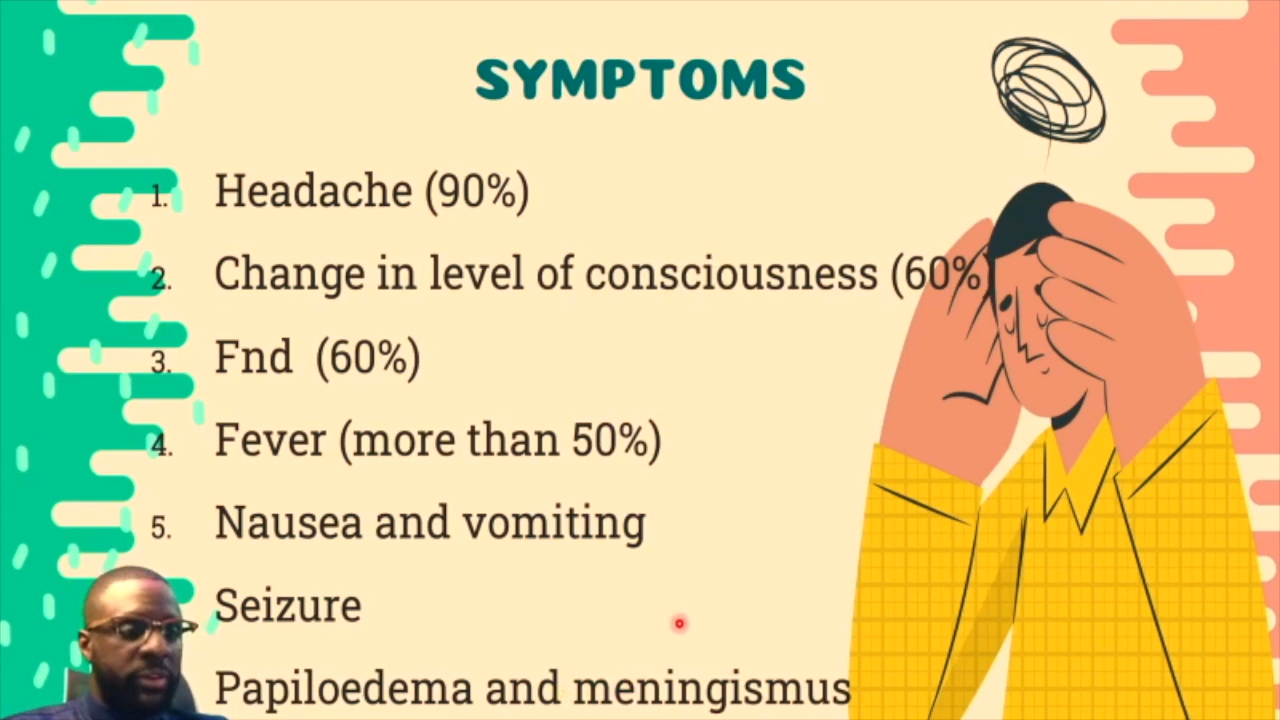 SYMPTOMS
1. Headache (90%)
2. Change in level of consciousness (60%)
3. Fnd (60%)
4. Fever (more than 50%)
5. Nausea and vomiting
Seizure
Papiloedema and meningismus